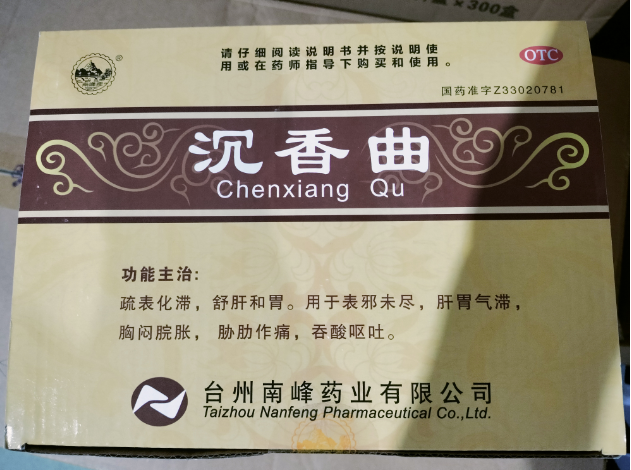 ×300盒
请仔细阅读说明书并按说明使
用或在药师指导下购买和使用。
OTC
国药准字Z33020781
沉香曲
Chenxiang Qu
功能主治:
疏表化滞，舒肝和胃。用于表邪未尽，肝胃气滞，
胸闷脘胀， 胁肋作痛，吞酸呕吐。
台州南峰药业有限公司
Taizhou Nanfeng Pharmaceutical Co.,Ltd.